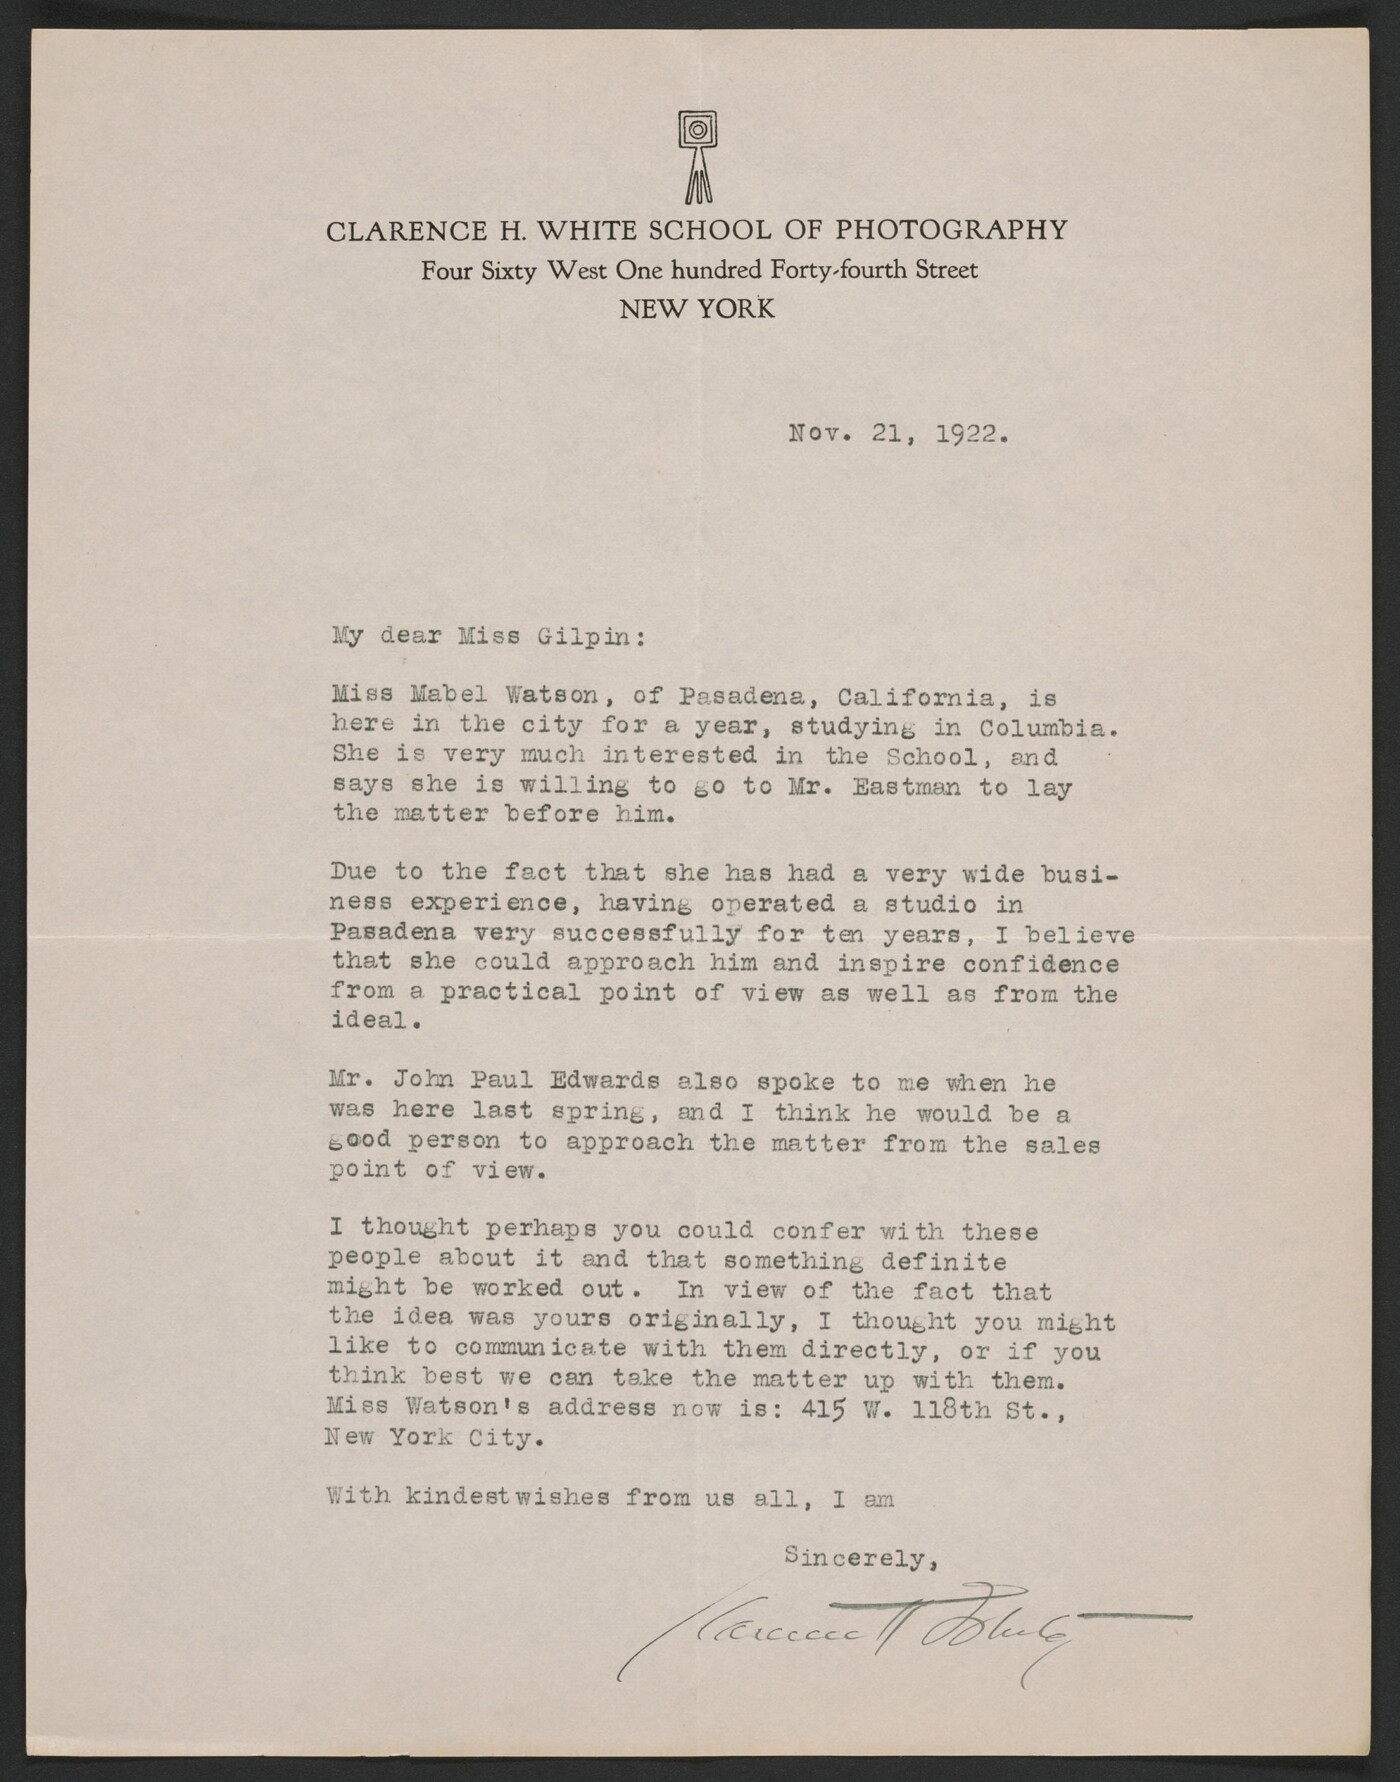 CLARENCE H. WHITE SCHOOL OF PHOTOGRAPHY
Four Sixty West One hundred Forty-fourth Street
NEW YORK
Nov. 21, 1922.
My dear Miss Gilpin:
Miss Mabel Watson, of Pasadena, California, is
here in the city for a year, studying in Columbia.
She is very much interested in the School, and
says she is willing to go to Mr. Eastman to lay
the matter before him.
Due to the fact that she has had a very wide busi-
ness experience, having operated a studio in
Pasadena very successfully for ten years, I believe
that she could approach him and inspire confidence
from a practical point of view as well as from the
ideal.
Mr. John Paul Edwards also spoke to me when he
was here last spring, and I think he would be a
good person to approach the matter from the sales
point of view.
I thought perhaps you could confer with these
people about it and that something definite
might be worked out. In view of the fact that
the idea was yours originally, I thought you might
like to communicate with them directly, or if you
think best we can take the matter up with them.
Miss Watson's address now is: 415 W. 118th St.,
New York City.
With kindestwishes from us all, I am
Sincerely,
Clarence H White